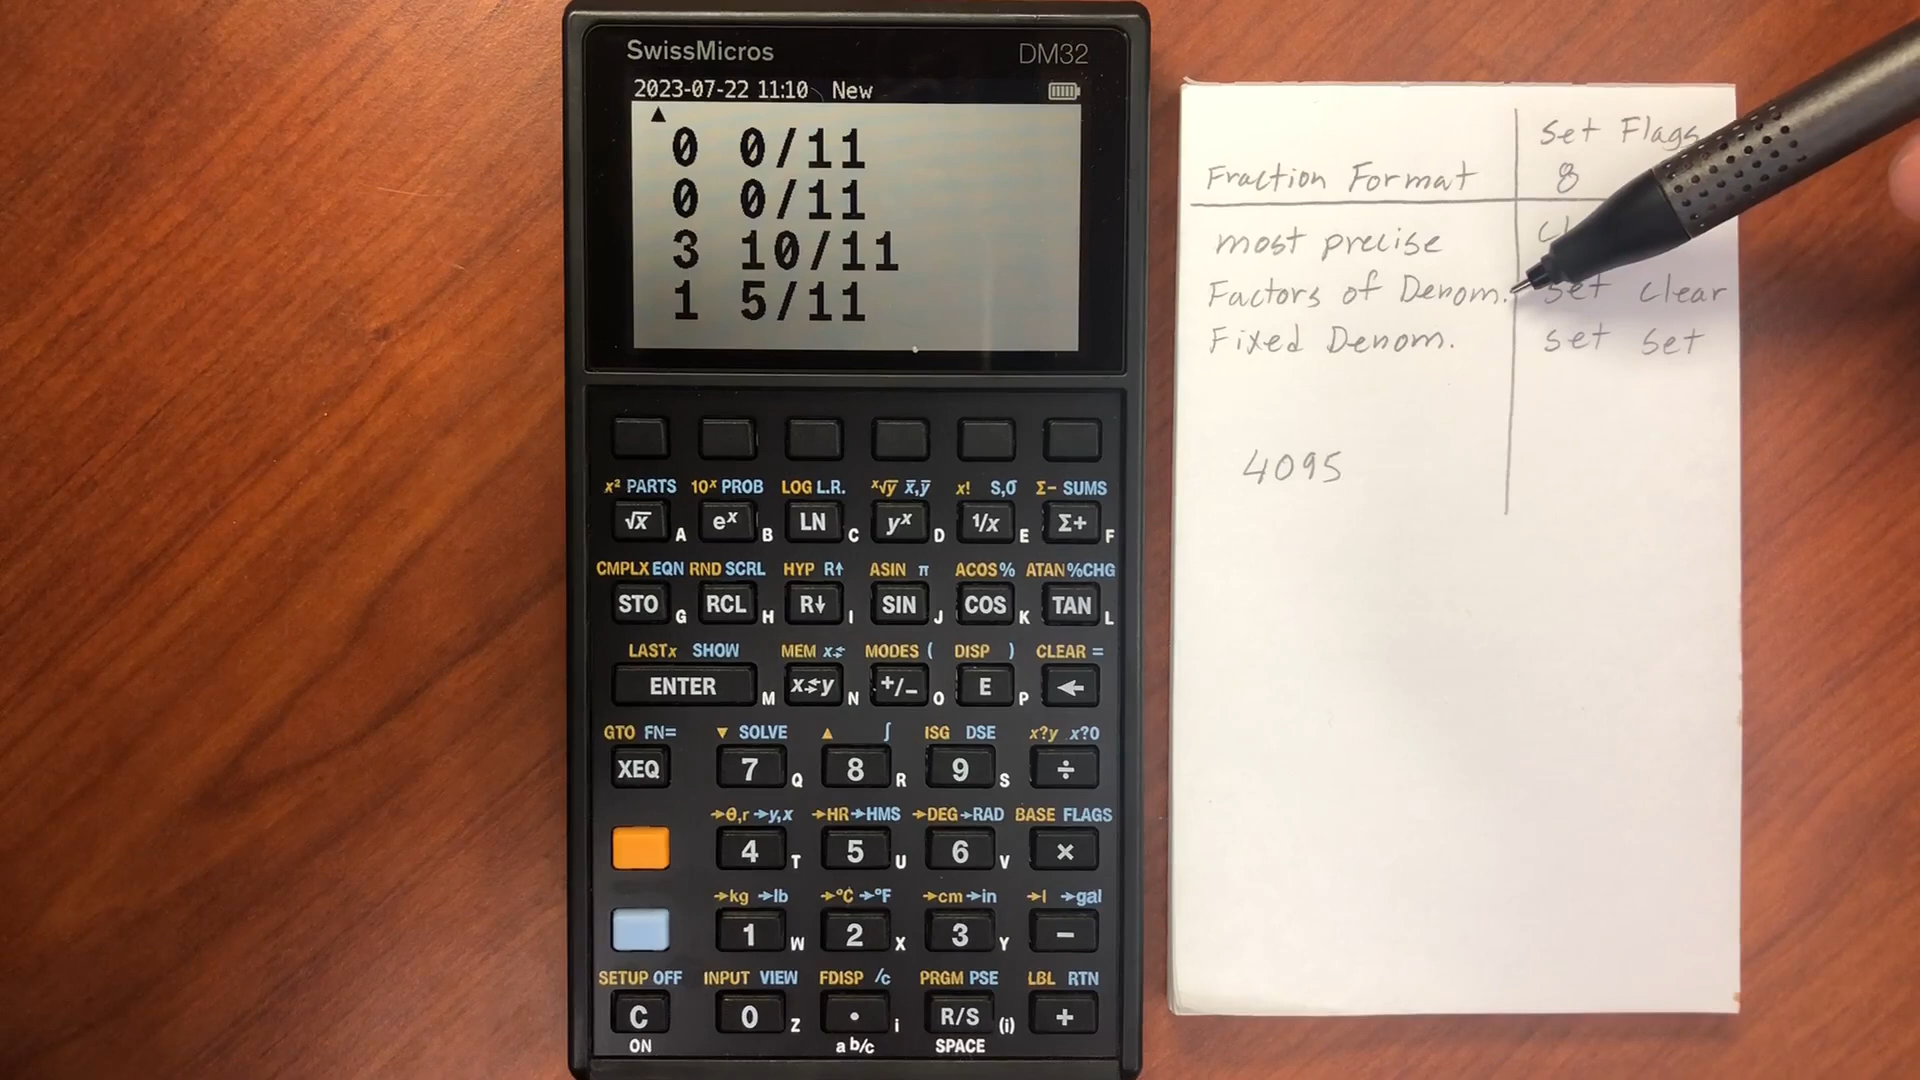 SwissMicros DM32
2023-07-22 11:10 New
0 0/11
0 0/11
3 10/11
1 5/11
x² PARTS 10ˣ PROB LOG L.R. ˣ√y x̄,ȳ x! S,σ Σ− SUMS
√x A eˣ B LN C yˣ D 1/x E Σ+ F
CMPLX EQN RND SCRL HYP R↑ ASIN π ACOS % ATAN %CHG
STO G RCL H R↓ I SIN J COS K TAN L
LASTx SHOW MEM x⇆ MODES ( DISP ) CLEAR =
ENTER M x⇆y N +/− O E P ←
GTO FN= ▼ SOLVE ▲ ∫ ISG DSE x?y x?0
XEQ 7 Q 8 R 9 S ÷
→θ,r →y,x →HR →HMS →DEG →RAD BASE FLAGS
4 T 5 U 6 V ×
→kg →lb →°C →°F →cm →in →l →gal
1 W 2 X 3 Y −
SETUP OFF INPUT VIEW FDISP /c PRGM PSE LBL RTN
C 0 Z • i R/S (i) +
ON a b/c SPACE
Set Flags
Fraction Format 8
most precise
Factors of Denom. set clear
Fixed Denom. set set
4095